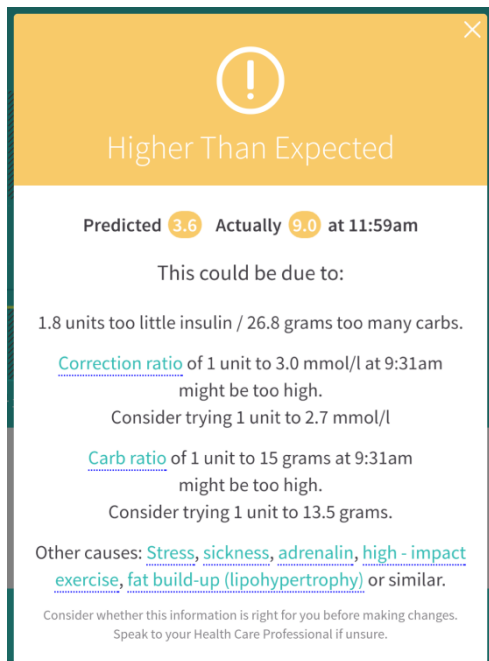 Higher Than Expected
Predicted 3.6 Actually 9.0 at 11:59am
This could be due to:
1.8 units too little insulin / 26.8 grams too many carbs.
Correction ratio of 1 unit to 3.0 mmol/l at 9:31am
might be too high.
Consider trying 1 unit to 2.7 mmol/l
Carb ratio of 1 unit to 15 grams at 9:31am
might be too high.
Consider trying 1 unit to 13.5 grams.
Other causes: Stress, sickness, adrenalin, high - impact
exercise, fat build-up (lipohypertrophy) or similar.
Consider whether this information is right for you before making changes.
Speak to your Health Care Professional if unsure.